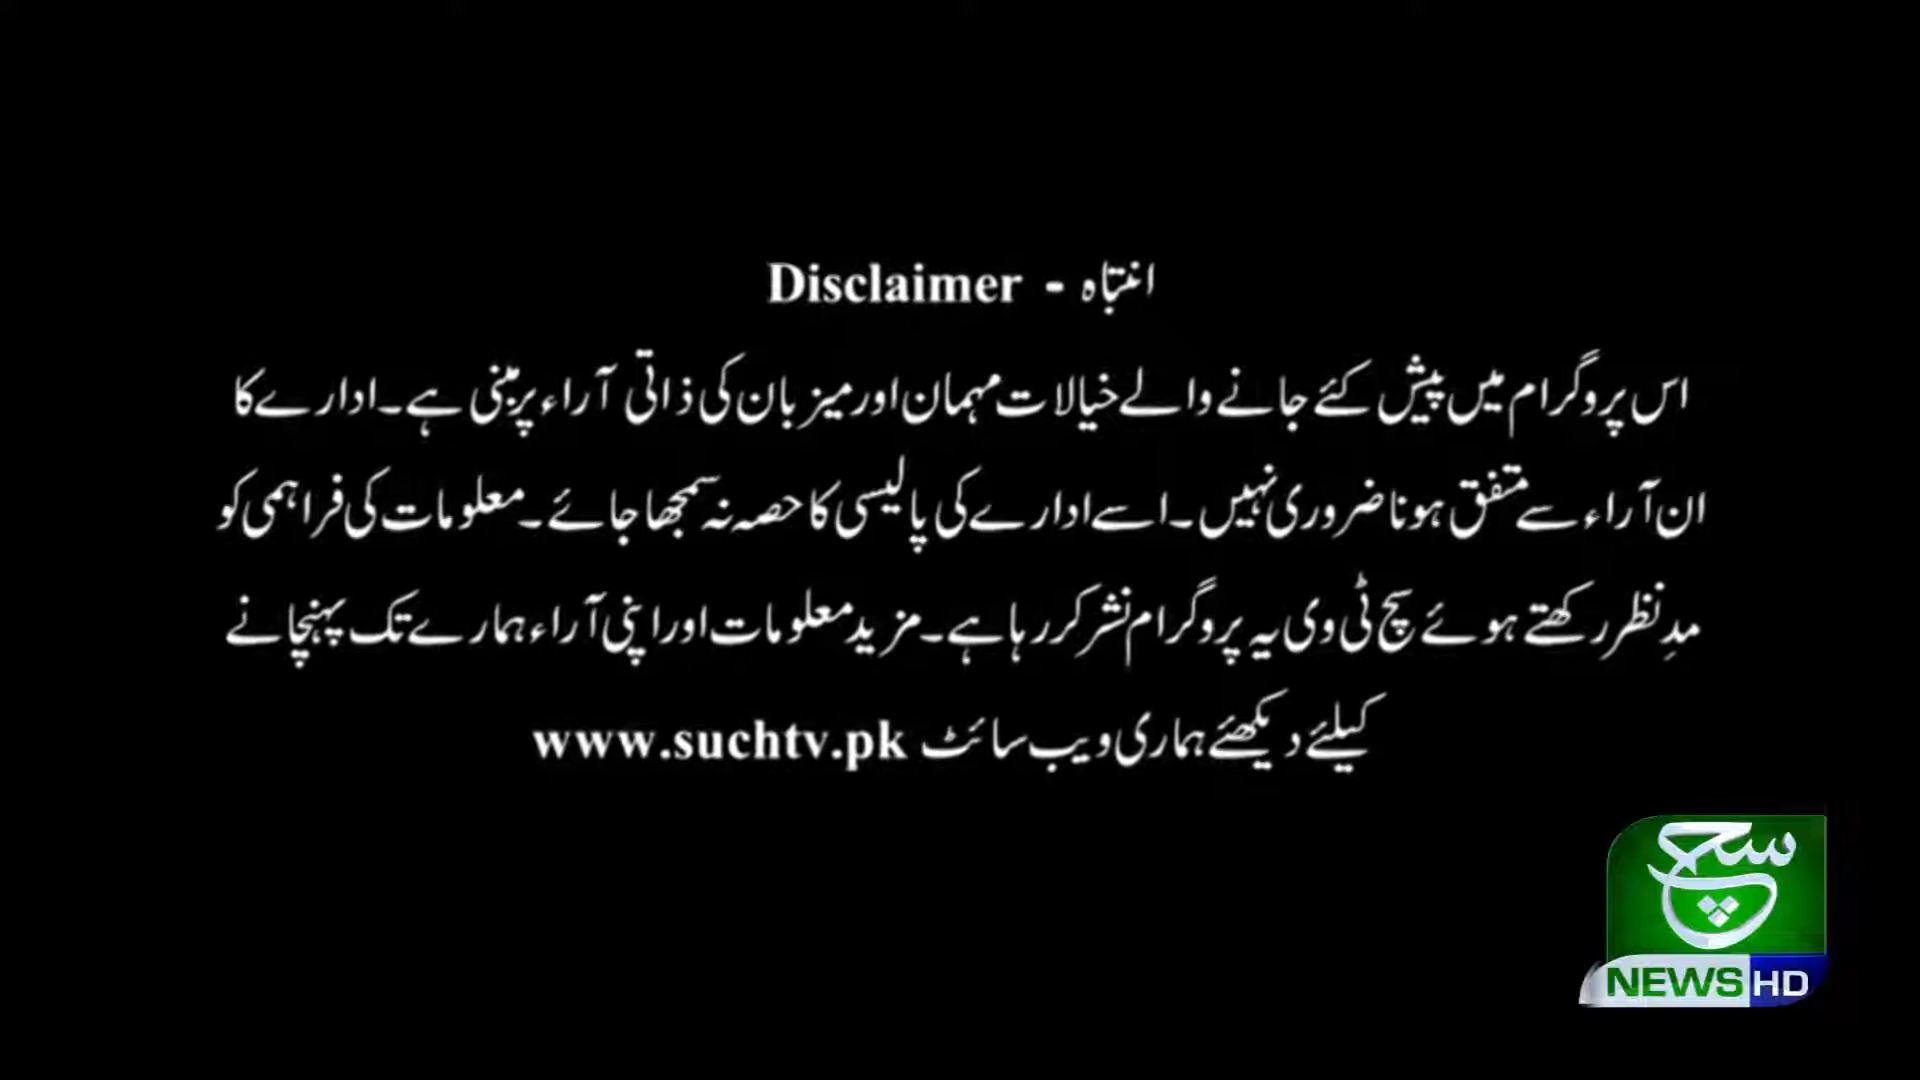 انتباہ - Disclaimer
اس پروگرام میں پیش کئے جانے والے خیالات مہمان اور میزبان کی ذاتی آراء پر مبنی ہے۔ ادارے کا
ان آراء سے متفق ہونا ضروری نہیں۔ اسے ادارے کی پالیسی کا حصہ نہ سمجھا جائے۔ معلومات کی فراہمی کو
مدِ نظر رکھتے ہوئے سچ ٹی وی یہ پروگرام نشر کر رہا ہے۔ مزید معلومات اور اپنی آراء ہمارے تک پہنچانے
کیلئے دیکھئے ہماری ویب سائٹ www.suchtv.pk
سچ
NEWS HD